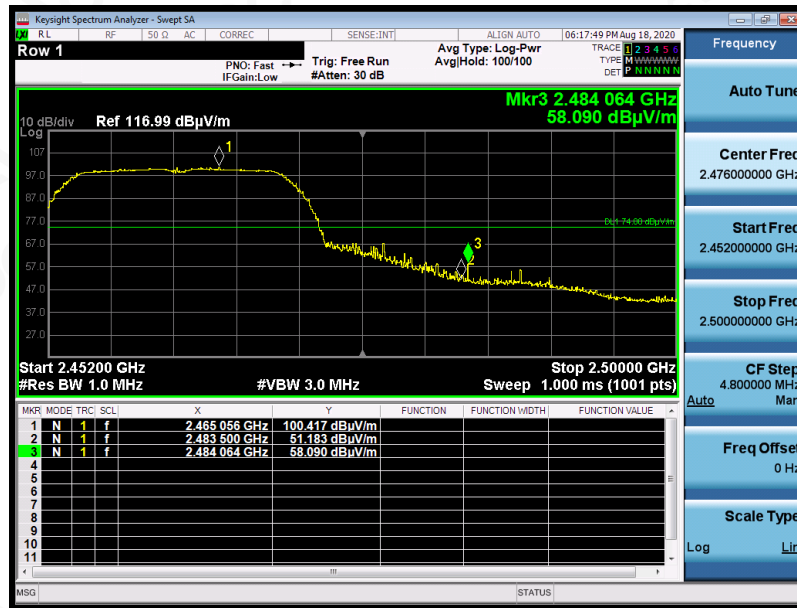 Keysight Spectrum Analyzer - Swept SA
LXI RL RF 50 Ω AC CORREC SENSE:INT ALIGN AUTO 06:17:49 PM Aug 18, 2020
Row 1
PNO: Fast
IFGain:Low
Trig: Free Run
#Atten: 30 dB
Avg Type: Log-Pwr
Avg|Hold: 100/100
TRACE 1 2 3 4 5 6
TYPE M WWWWW
DET P N N N N N
Mkr3 2.484 064 GHz
58.090 dBµV/m
10 dB/div Ref 116.99 dBµV/m
Log
107
97.0
87.0
77.0
67.0
57.0
47.0
37.0
27.0
1
2
3
DL1 74.00 dBµV/m
Start 2.45200 GHz Stop 2.50000 GHz
#Res BW 1.0 MHz #VBW 3.0 MHz Sweep 1.000 ms (1001 pts)
MKR MODE TRC SCL X Y FUNCTION FUNCTION WIDTH FUNCTION VALUE
1 N 1 f 2.465 056 GHz 100.417 dBµV/m
2 N 1 f 2.483 500 GHz 51.183 dBµV/m
3 N 1 f 2.484 064 GHz 58.090 dBµV/m
4
5
6
7
8
9
10
11
MSG STATUS
Frequency
Auto Tune
Center Freq
2.476000000 GHz
Start Freq
2.452000000 GHz
Stop Freq
2.500000000 GHz
CF Step
4.800000 MHz
Auto Man
Freq Offset
0 Hz
Scale Type
Log Lin